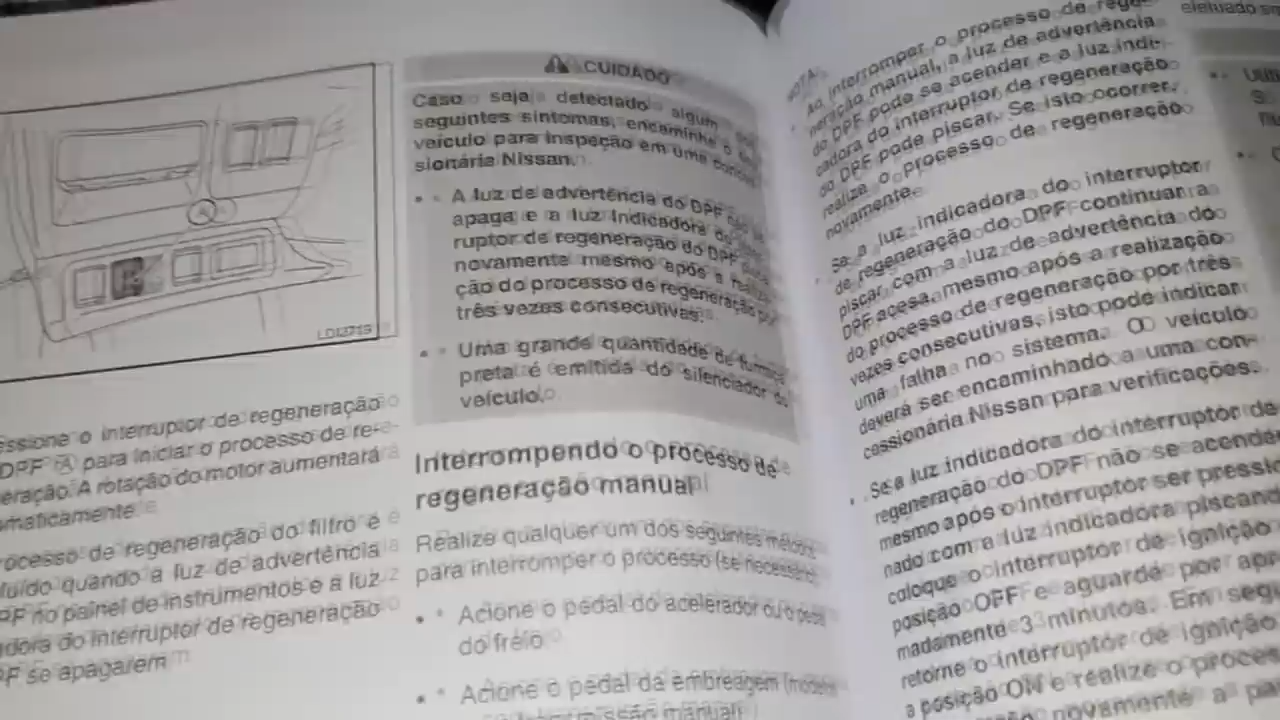 LDI2719
essione o interruptor de regeneração
DPF A para iniciar o processo de re-
eração. A rotação do motor aumentará
omaticamente.
rocesso de regeneração do filtro é
luído quando a luz de advertência
PF no painel de instrumentos e a luz
adora do interruptor de regeneração
PF se apagarem
CUIDADO
Caso seja detectado algum
seguintes sintomas, encaminhe o
veículo para inspeção em uma
sionária Nissan.
• A luz de advertência do DPF
apaga e a luz indicadora do
ruptor de regeneração do DPF
novamente mesmo após a
ção do processo de regeneração por
três vezes consecutivas.
• Uma grande quantidade de fumaça
preta é emitida do silenciador do
veículo.
Interrompendo o processo de
regeneração manual
Realize qualquer um dos seguintes
para interromper o processo (se necessário)
• Acione o pedal do acelerador ou o
do freio.
• Acione o pedal da embreagem
manual)
NOTA:
• Ao interromper o processo de rege-
neração manual, a luz de advertência
do DPF pode se acender e a luz indi-
cadora do interruptor de regeneração
do DPF pode piscar. Se isto ocorrer,
realize o processo de regeneração
novamente.
• Se a luz indicadora do interruptor
de regeneração do DPF continuar a
piscar com a luz de advertência do
DPF acesa mesmo após a realização
do processo de regeneração por três
vezes consecutivas, isto pode indicar
uma falha no sistema. O veículo
deverá ser encaminhado a uma con-
cessionária Nissan para verificações.
• Se a luz indicadora do interruptor de
regeneração do DPF não se acender
mesmo após o interruptor ser pressio
nado com a luz indicadora piscando
coloque o interruptor de ignição
posição OFF e aguarde por apro
madamente 3 minutos. Em segu
retorne o interruptor de ignição
a posição ON e realize o proces
novamente a pa
efetuado